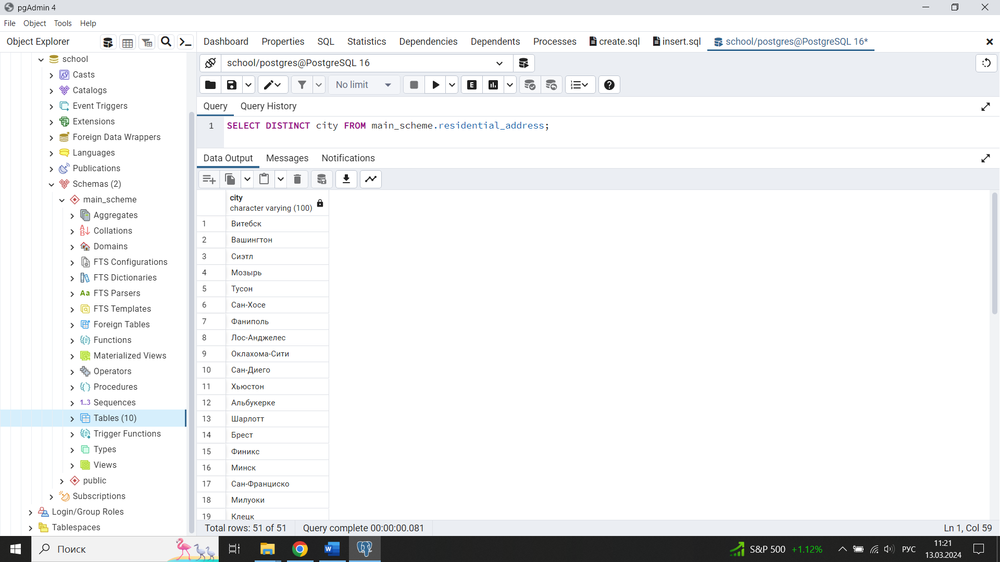 pgAdmin 4
File Object Tools Help
Object Explorer
Dashboard Properties SQL Statistics Dependencies Dependents Processes create.sql insert.sql school/postgres@PostgreSQL 16*
school
Casts
Catalogs
Event Triggers
Extensions
Foreign Data Wrappers
Languages
Publications
Schemas (2)
main_scheme
Aggregates
Collations
Domains
FTS Configurations
FTS Dictionaries
Aa FTS Parsers
FTS Templates
Foreign Tables
Functions
Materialized Views
Operators
Procedures
1..3 Sequences
Tables (10)
Trigger Functions
Types
Views
public
Subscriptions
Login/Group Roles
Tablespaces
school/postgres@PostgreSQL 16
No limit
E
Query Query History
1 SELECT DISTINCT city FROM main_scheme.residential_address;
Data Output Messages Notifications
city
character varying (100)
1 Витебск
2 Вашингтон
3 Сиэтл
4 Мозырь
5 Тусон
6 Сан-Хосе
7 Фаниполь
8 Лос-Анджелес
9 Оклахома-Сити
10 Сан-Диего
11 Хьюстон
12 Альбукерке
13 Шарлотт
14 Брест
15 Финикс
16 Минск
17 Сан-Франциско
18 Милуоки
19 Клецк
Total rows: 51 of 51 Query complete 00:00:00.081 Ln 1, Col 59
Поиск
S&P 500 +1.12%
РУС
11:21
13.03.2024